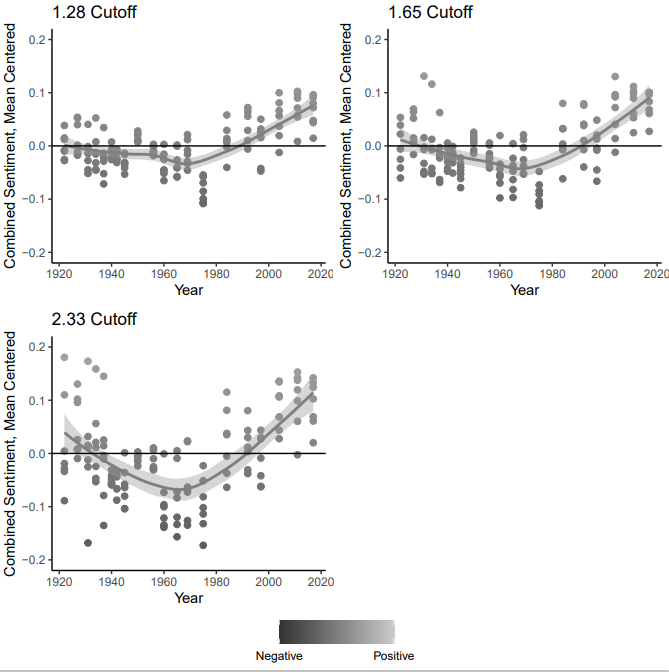 1.28 Cutoff
Combined Sentiment, Mean Centered
0.2
0.1
0.0
−0.1
−0.2
1920 1940 1960 1980 2000 2020
Year
1.65 Cutoff
Combined Sentiment, Mean Centered
0.2
0.1
0.0
−0.1
−0.2
1920 1940 1960 1980 2000 2020
Year
2.33 Cutoff
Combined Sentiment, Mean Centered
0.2
0.1
0.0
−0.1
−0.2
1920 1940 1960 1980 2000 2020
Year
Negative Positive